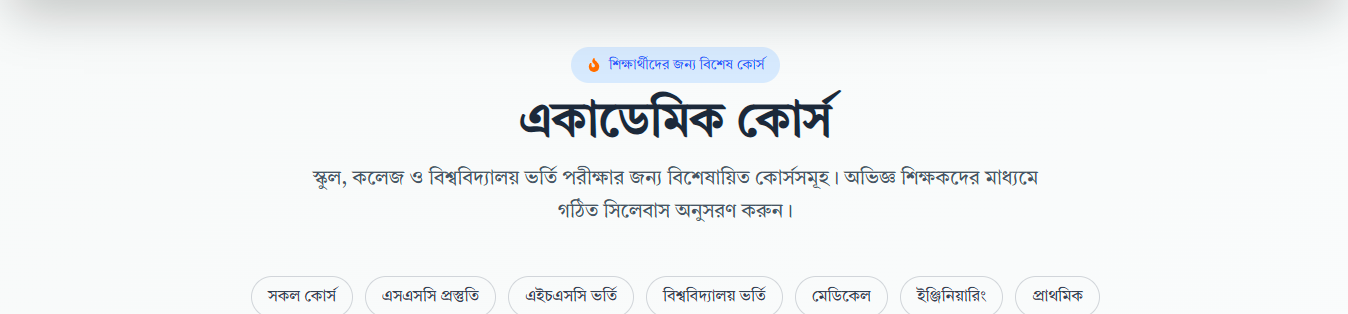 শিক্ষার্থীদের জন্য বিশেষ কোর্স
একাডেমিক কোর্স
স্কুল, কলেজ ও বিশ্ববিদ্যালয় ভর্তি পরীক্ষার জন্য বিশেষায়িত কোর্সসমূহ। অভিজ্ঞ শিক্ষকদের মাধ্যমে
গঠিত সিলেবাস অনুসরণ করুন।
সকল কোর্স এসএসসি প্রস্তুতি এইচএসসি ভর্তি বিশ্ববিদ্যালয় ভর্তি মেডিকেল ইঞ্জিনিয়ারিং প্রাথমিক